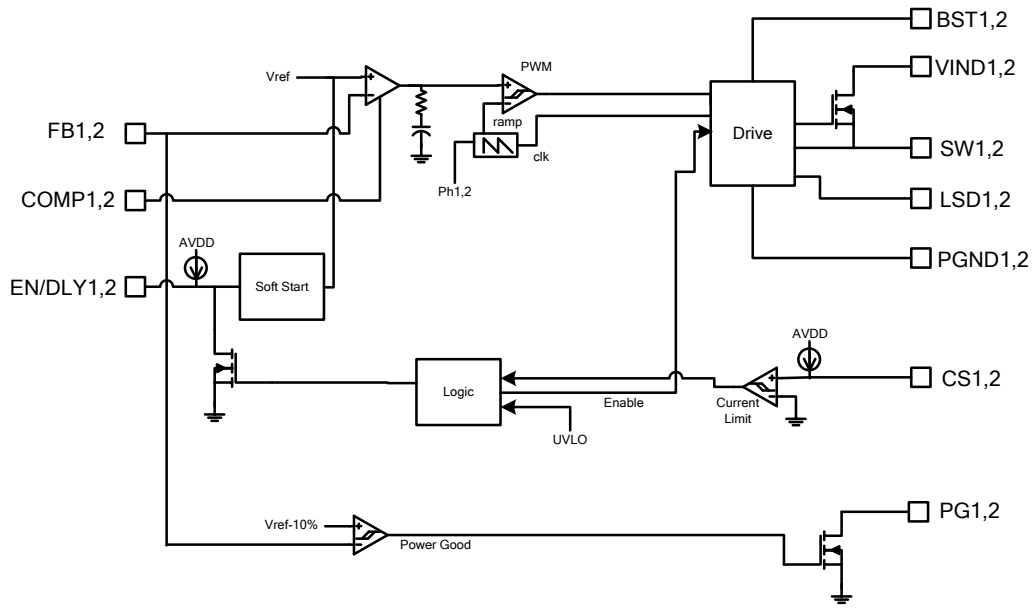 BST1,2
PWM
Vref
VIND1,2
+
−
+
−
FB1,2
ramp
Drive
clk
SW1,2
Ph1,2
COMP1,2
LSD1,2
AVDD
PGND1,2
EN/DLY1,2
Soft Start
AVDD
+
−
CS1,2
Logic
Enable
Current
Limit
UVLO
PG1,2
Vref-10%
+
−
Power Good